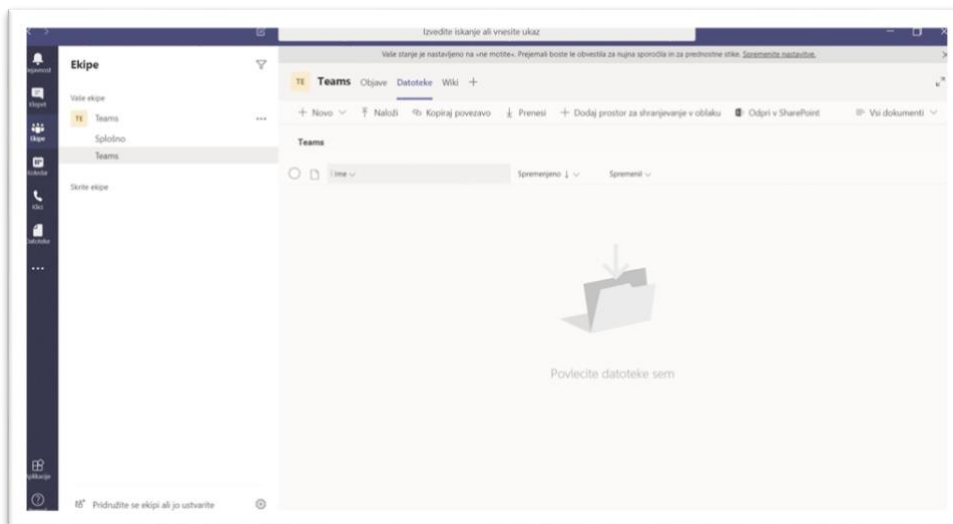 Izvedite iskanje ali vnesite ukaz
Vaše stanje je nastavljeno na »ne motite«. Prejemali boste le obvestila za nujna sporočila in za prednostne stike. Spremenite nastavitve.
Ekipe
Vaše ekipe
TE Teams
Splošno
Teams
Skrite ekipe
Pridružite se ekipi ali jo ustvarite
Klepet
Ekipe
Koledar
Klici
Datoteke
TE Teams Objave Datoteke Wiki
Novo Naloži Kopiraj povezavo Prenesi Dodaj prostor za shranjevanje v oblaku Odpri v SharePoint Vsi dokumenti
Teams
Ime Spremenjeno Spremenil
Povlecite datoteke sem